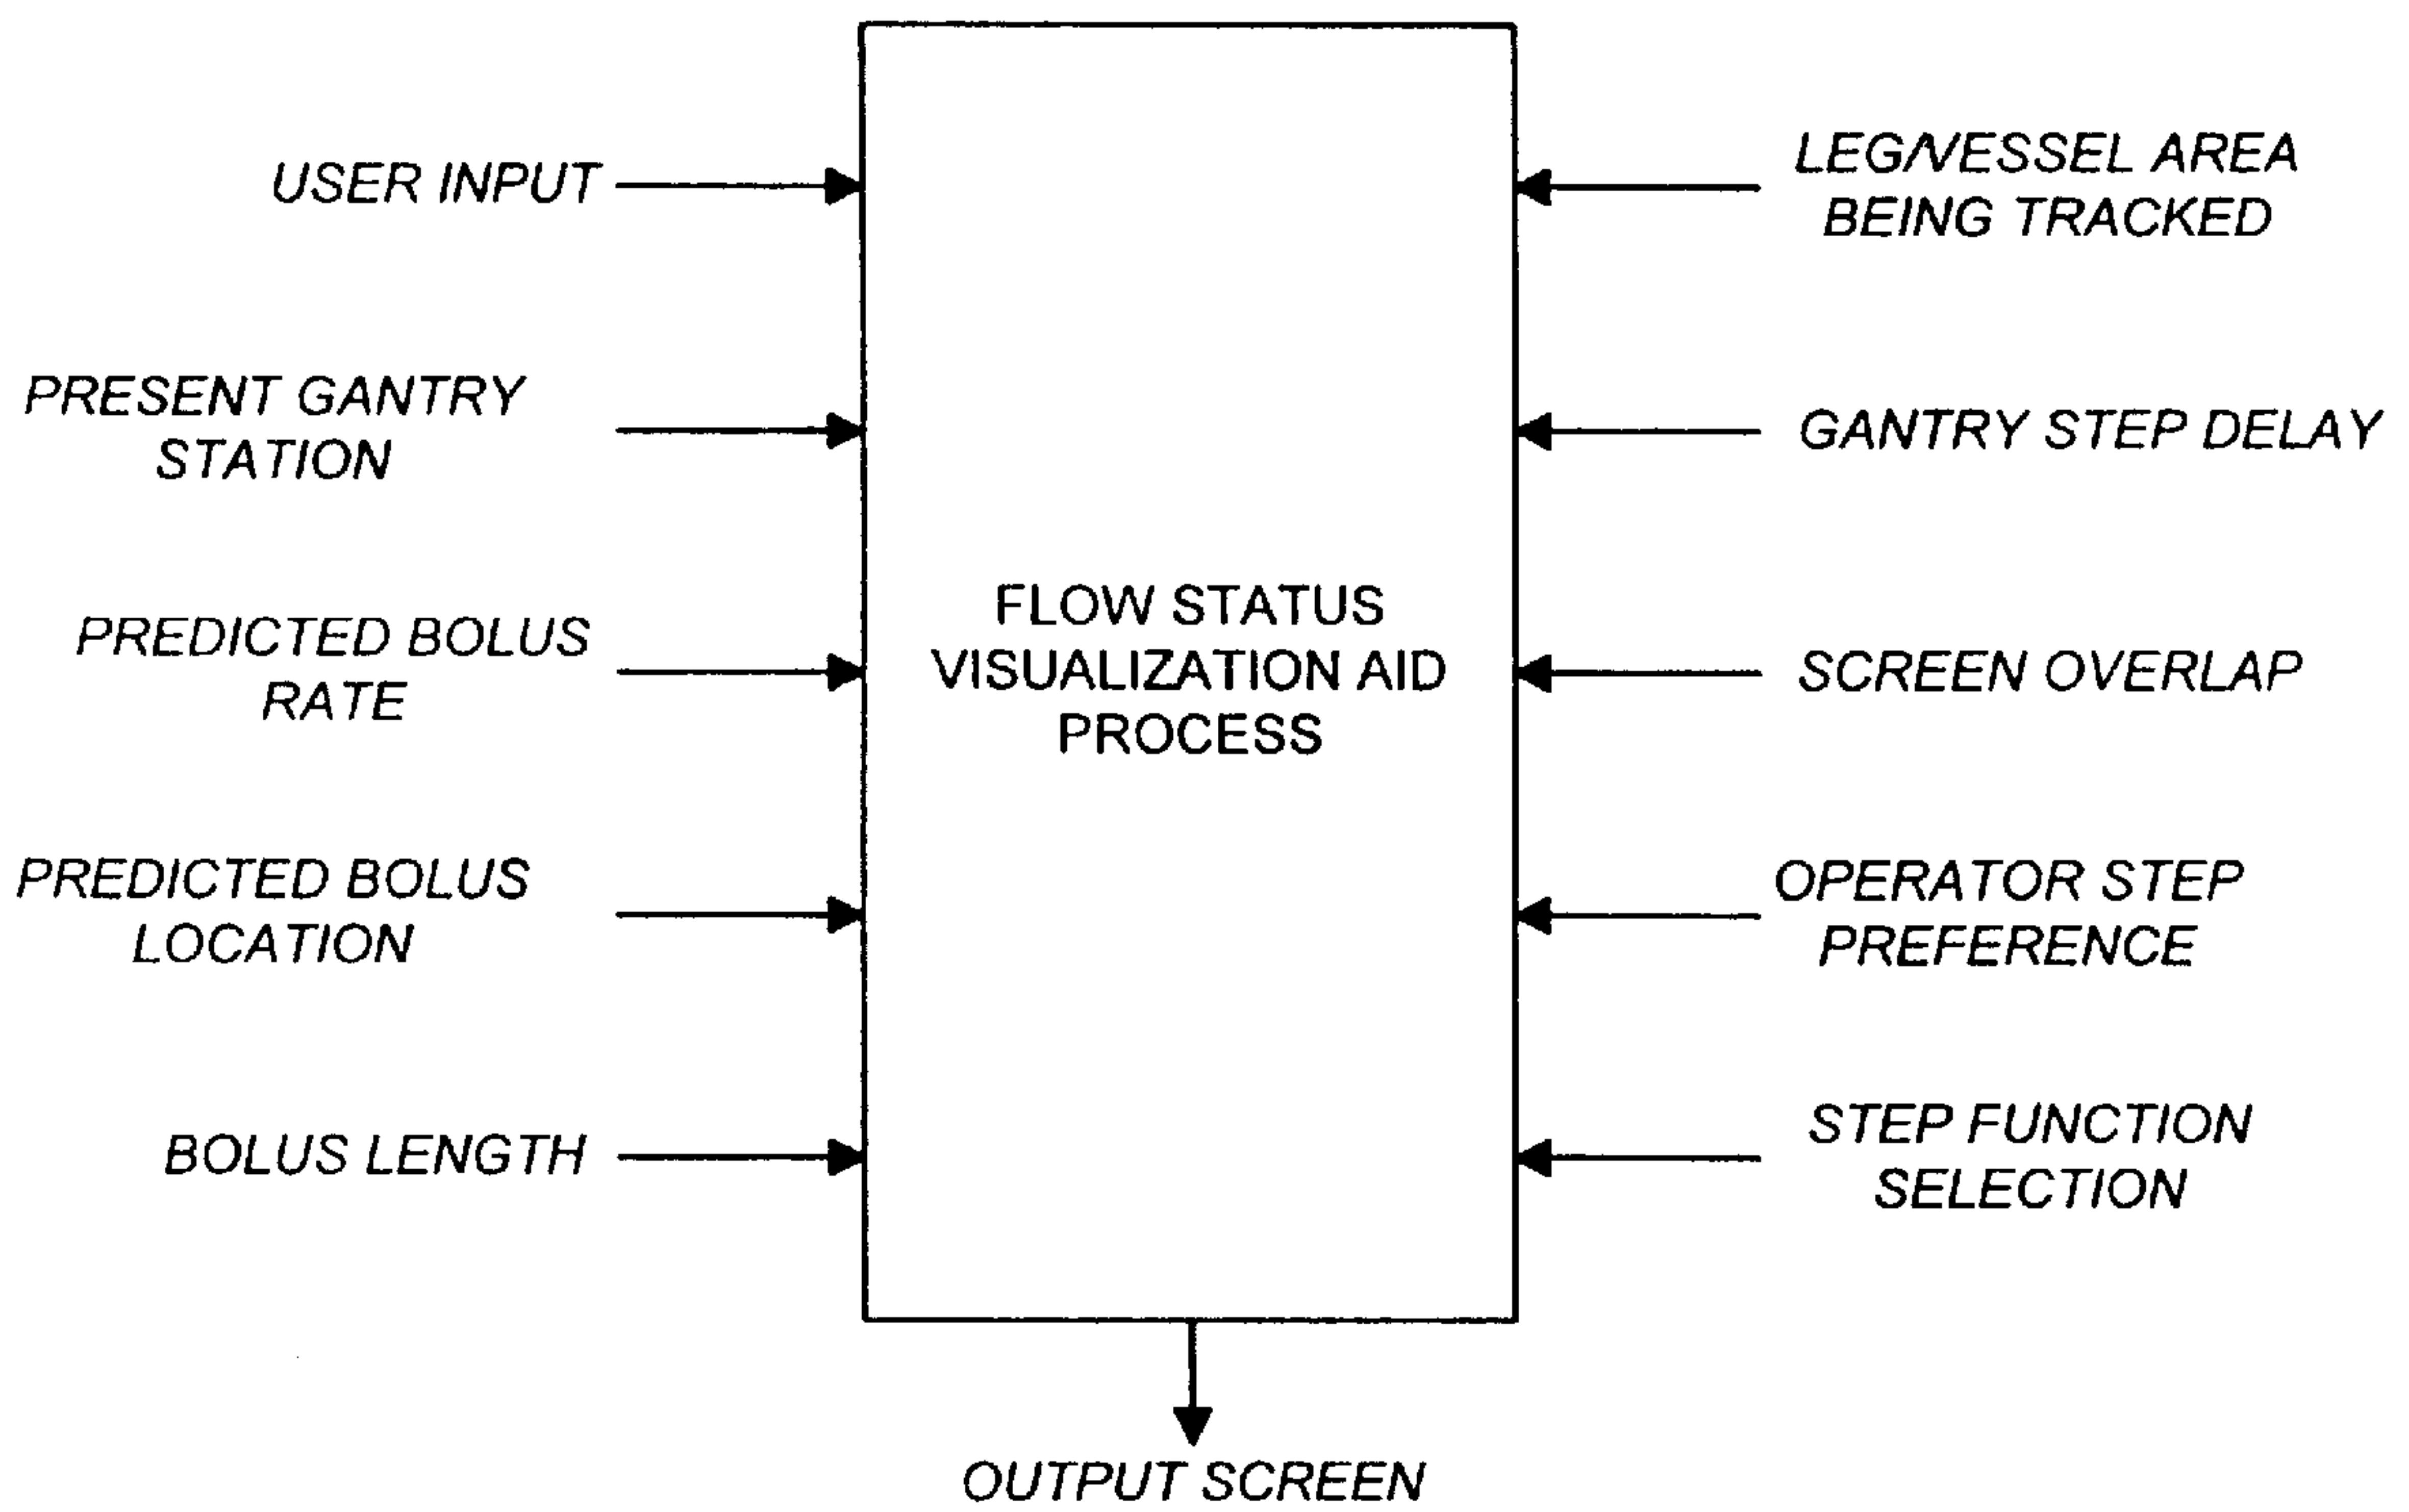 USER INPUT
PRESENT GANTRY
STATION
PREDICTED BOLUS
RATE
PREDICTED BOLUS
LOCATION
BOLUS LENGTH
FLOW STATUS
VISUALIZATION AID
PROCESS
LEG/VESSEL AREA
BEING TRACKED
GANTRY STEP DELAY
SCREEN OVERLAP
OPERATOR STEP
PREFERENCE
STEP FUNCTION
SELECTION
OUTPUT SCREEN